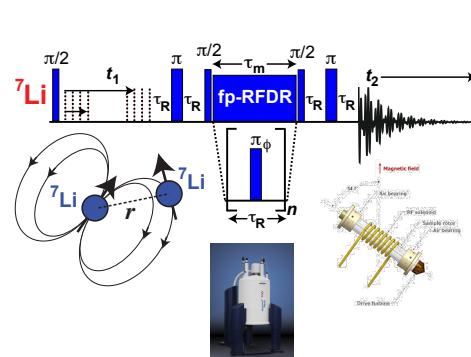 π/2 π π/2 τm π/2 π
t1 t2
7Li τR τR fp-RFDR τR τR
πϕ
τR n
7Li 7Li
r
Magnetic field
54.7°
Air bearing
RF solenoid
Sample rotor
Air bearing
Drive turbine